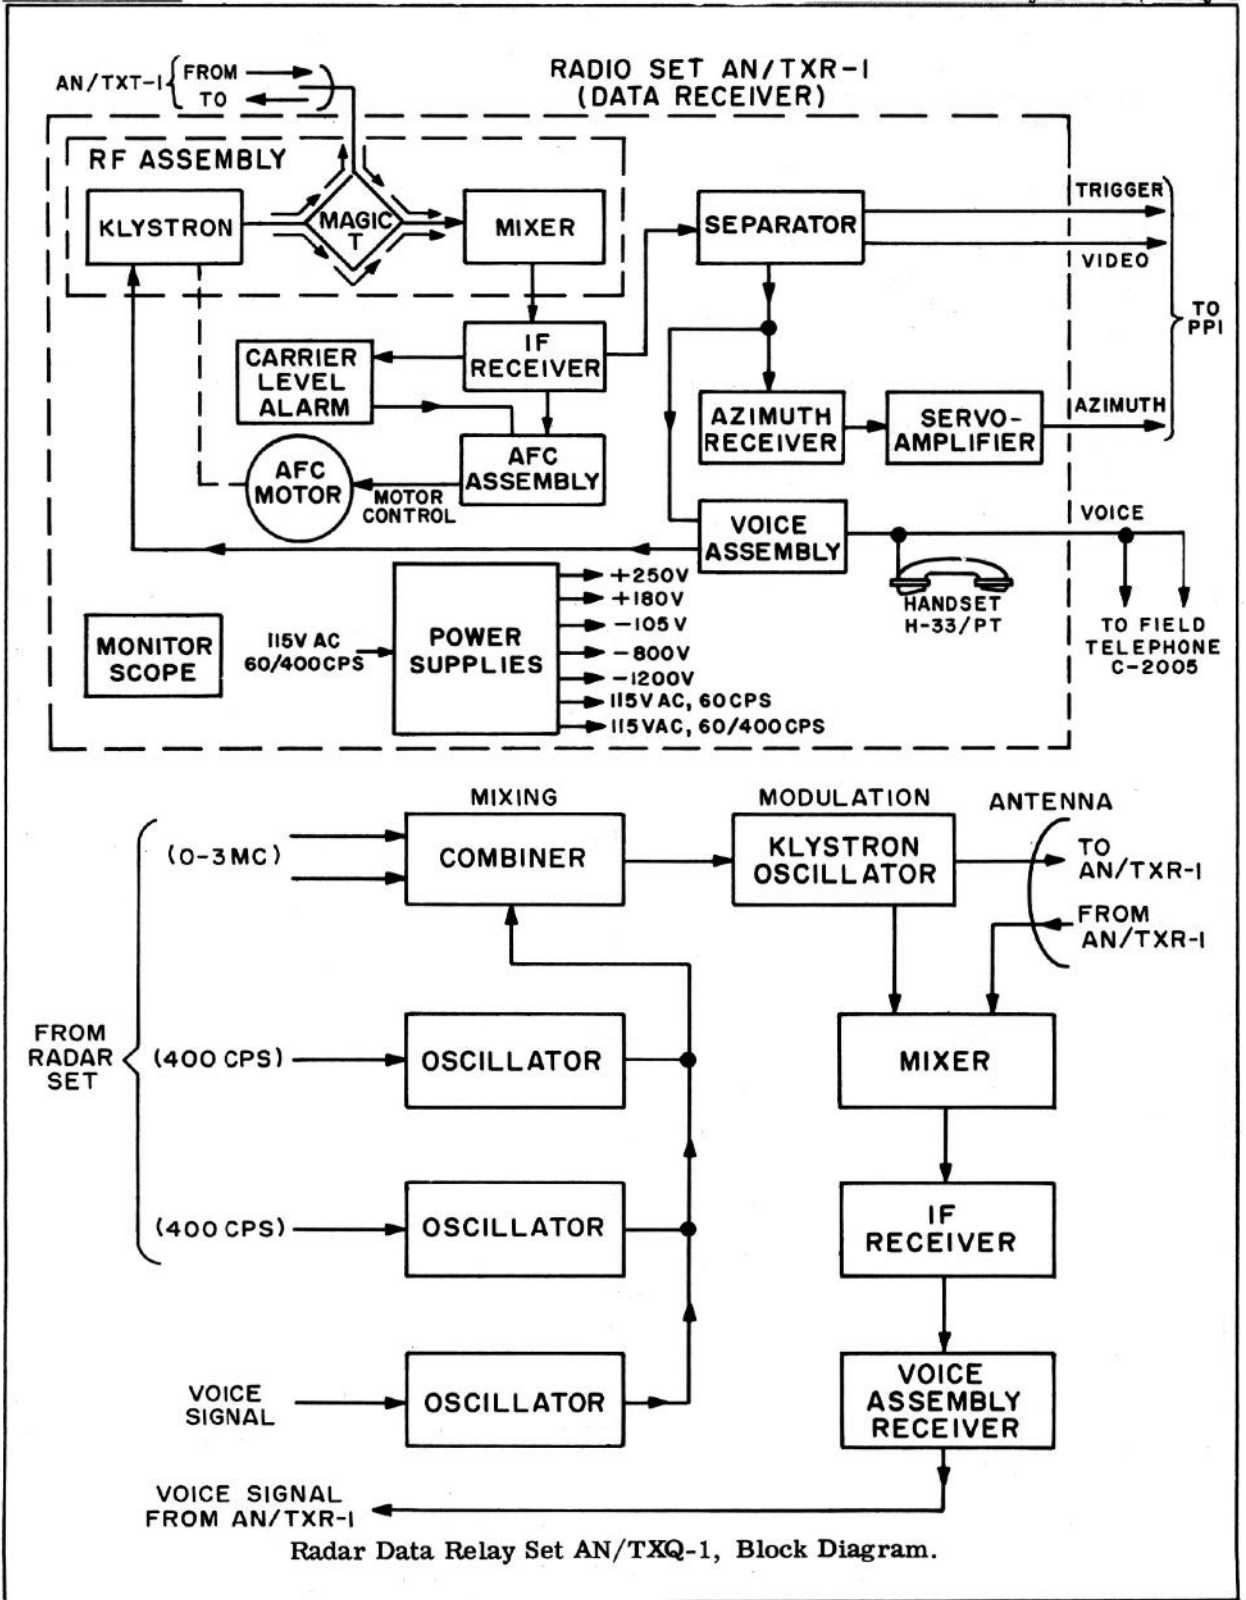 RADIO SET AN/TXR-1
(DATA RECEIVER)
AN/TXT-1
FROM
TO
RF ASSEMBLY
KLYSTRON
MAGIC
T
MIXER
SEPARATOR
TRIGGER
VIDEO
TO
PPI
CARRIER
LEVEL
ALARM
IF
RECEIVER
AZIMUTH
RECEIVER
SERVO-
AMPLIFIER
AZIMUTH
AFC
MOTOR
MOTOR
CONTROL
AFC
ASSEMBLY
VOICE
ASSEMBLY
VOICE
HANDSET
H-33/PT
TO FIELD
TELEPHONE
C-2005
MONITOR
SCOPE
115V AC
60/400CPS
POWER
SUPPLIES
+250V
+180V
-105V
-800V
-1200V
115VAC, 60CPS
115VAC, 60/400CPS
MIXING
MODULATION
ANTENNA
(0-3MC)
COMBINER
KLYSTRON
OSCILLATOR
TO
AN/TXR-1
FROM
AN/TXR-1
FROM
RADAR
SET
(400 CPS)
OSCILLATOR
MIXER
(400 CPS)
OSCILLATOR
IF
RECEIVER
VOICE
SIGNAL
OSCILLATOR
VOICE
ASSEMBLY
RECEIVER
VOICE SIGNAL
FROM AN/TXR-1
Radar Data Relay Set AN/TXQ-1, Block Diagram.